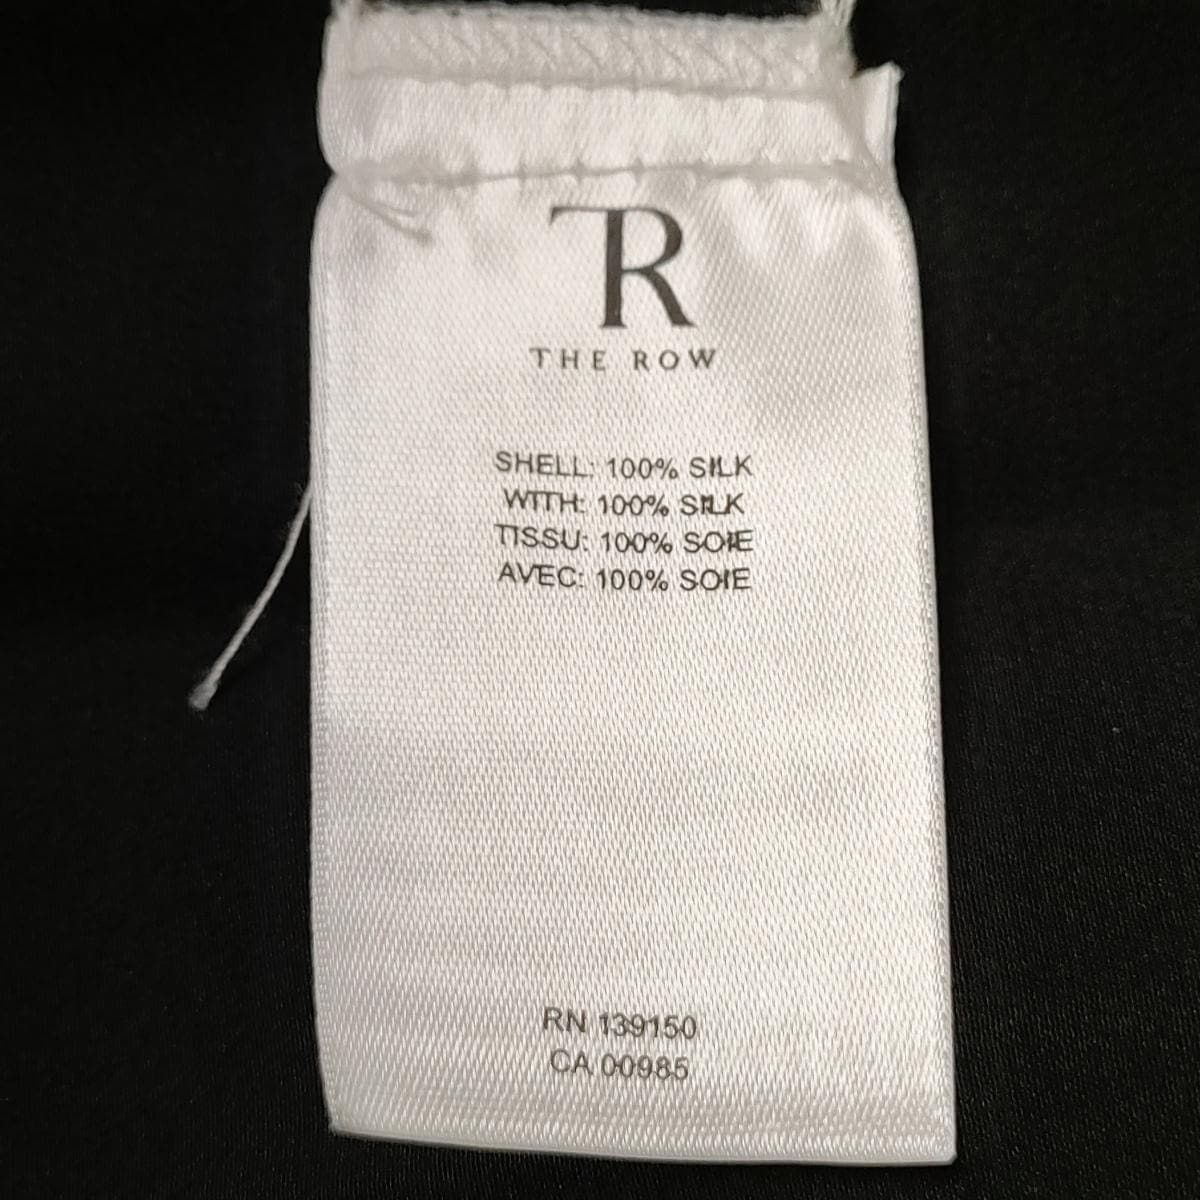 TR
THE ROW
SHELL: 100% SILK
WITH: 100% SILK
TISSU: 100% SOIE
AVEC: 100% SOIE
RN 139150
CA 00985